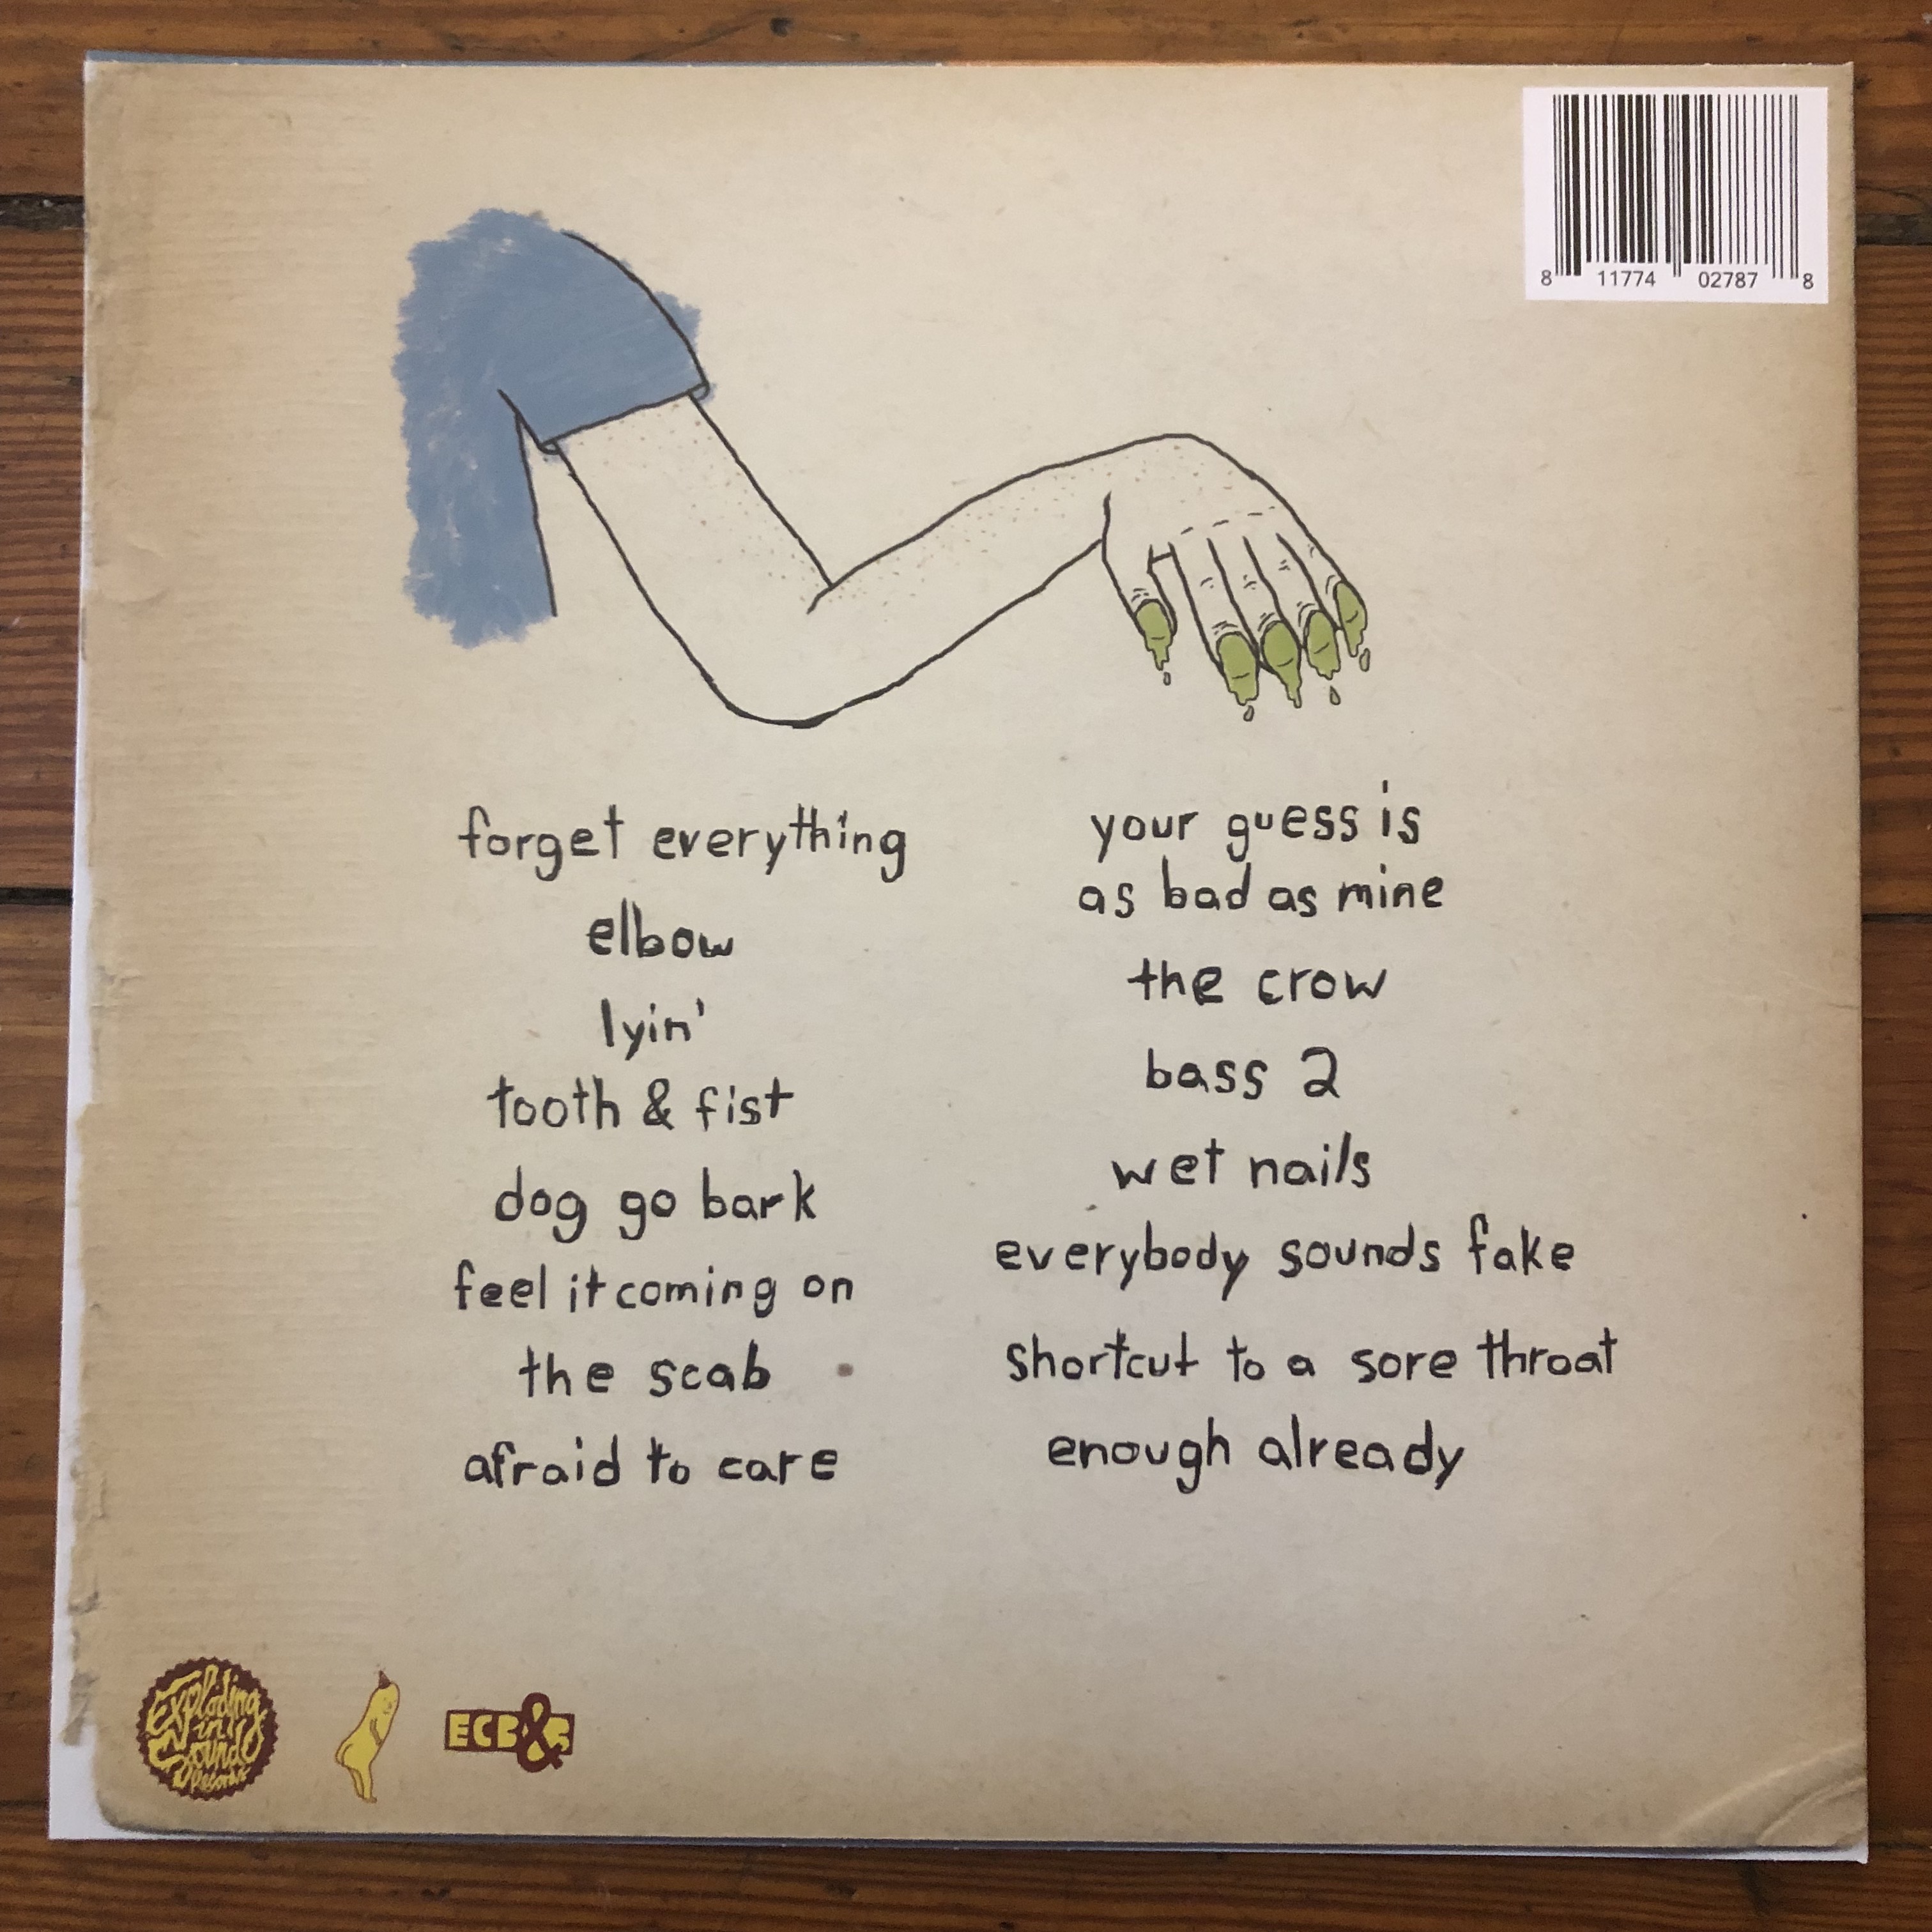 8 11774 02787 8
forget everything
elbow
lyin'
tooth & fist
dog go bark
feel it coming on
the scab
afraid to care
your guess is
as bad as mine
the crow
bass 2
wet nails
everybody sounds fake
shortcut to a sore throat
enough already
Exploding
in
Sound
Records
ECB&R